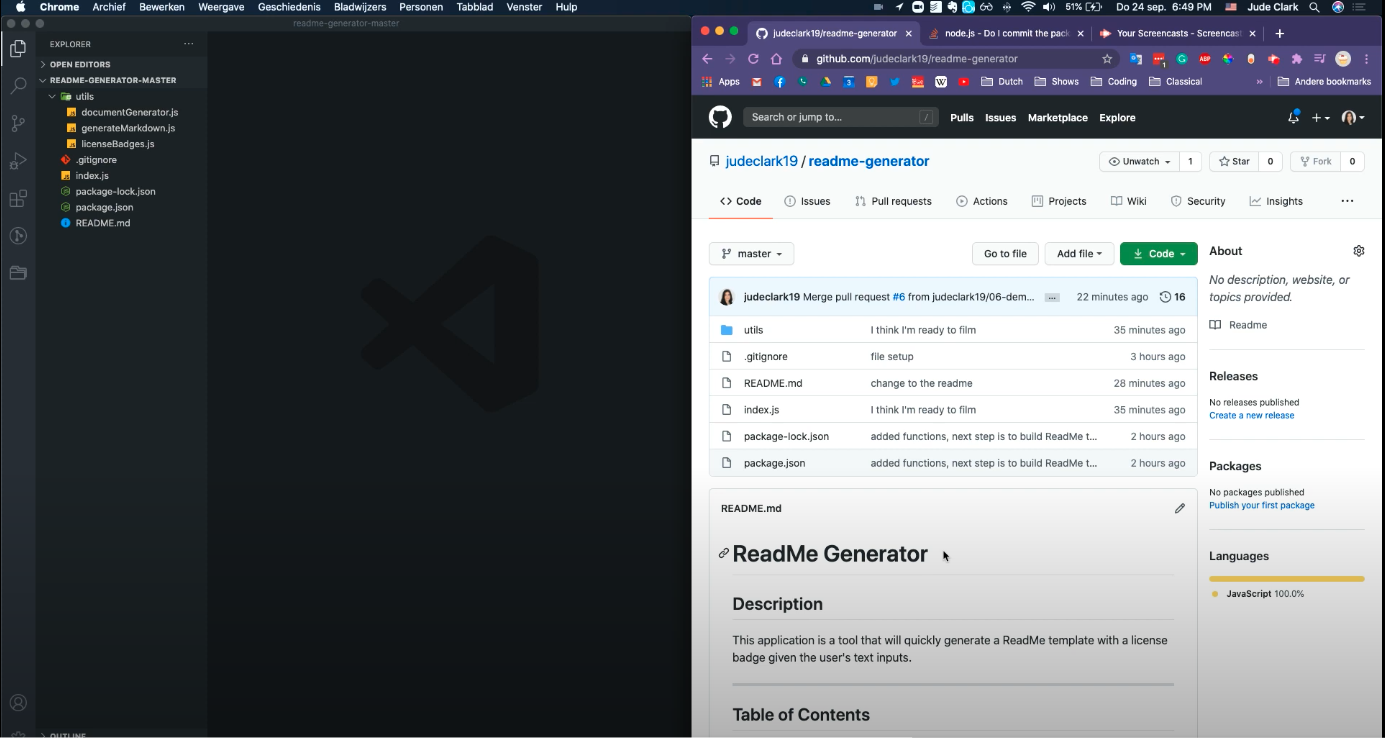 Chrome Archief Bewerken Weergave Geschiedenis Bladwijzers Personen Tabblad Venster Hulp 51% Do 24 sep. 6:49 PM Jude Clark
readme-generator-master
EXPLORER ...
OPEN EDITORS
README-GENERATOR-MASTER
utils
documentGenerator.js
generateMarkdown.js
licenseBadges.js
.gitignore
index.js
package-lock.json
package.json
README.md
OUTLINE
judeclark19/readme-generator
node.js - Do I commit the pack
Your Screencasts - Screencast
github.com/judeclark19/readme-generator
Apps Dutch Shows Coding Classical » Andere bookmarks
Search or jump to... / Pulls Issues Marketplace Explore
judeclark19 / readme-generator
Unwatch 1 Star 0 Fork 0
Code Issues Pull requests Actions Projects Wiki Security Insights ...
master Go to file Add file Code
judeclark19 Merge pull request #6 from judeclark19/06-dem... ... 22 minutes ago 16
utils I think I'm ready to film 35 minutes ago
.gitignore file setup 3 hours ago
README.md change to the readme 28 minutes ago
index.js I think I'm ready to film 35 minutes ago
package-lock.json added functions, next step is to build ReadMe t... 2 hours ago
package.json added functions, next step is to build ReadMe t... 2 hours ago
README.md
ReadMe Generator
Description
This application is a tool that will quickly generate a ReadMe template with a license
badge given the user's text inputs.
Table of Contents
About
No description, website, or
topics provided.
Readme
Releases
No releases published
Create a new release
Packages
No packages published
Publish your first package
Languages
JavaScript 100.0%